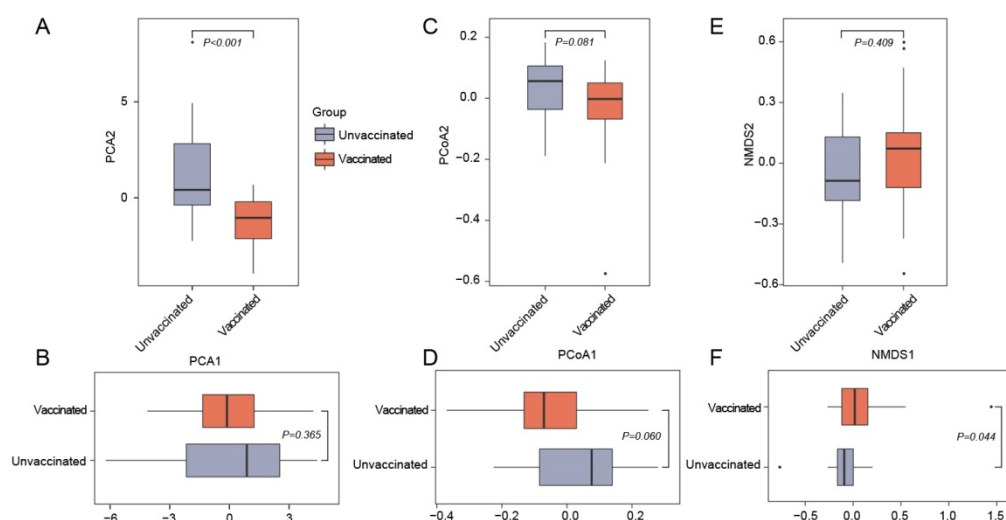 A
P<0.001
PCA2
5
0
Unvaccinated
Vaccinated
Group
Unvaccinated
Vaccinated
C
P=0.081
PCoA2
0.2
0.0
−0.2
−0.4
−0.6
Unvaccinated
Vaccinated
E
P=0.409
NMDS2
0.6
0.3
0.0
−0.3
−0.6
Unvaccinated
Vaccinated
B
PCA1
Vaccinated
Unvaccinated
P=0.365
−6
−3
0
3
D
PCoA1
Vaccinated
Unvaccinated
P=0.060
−0.4
−0.2
0.0
0.2
F
NMDS1
Vaccinated
Unvaccinated
P=0.044
−0.5
0.0
0.5
1.0
1.5